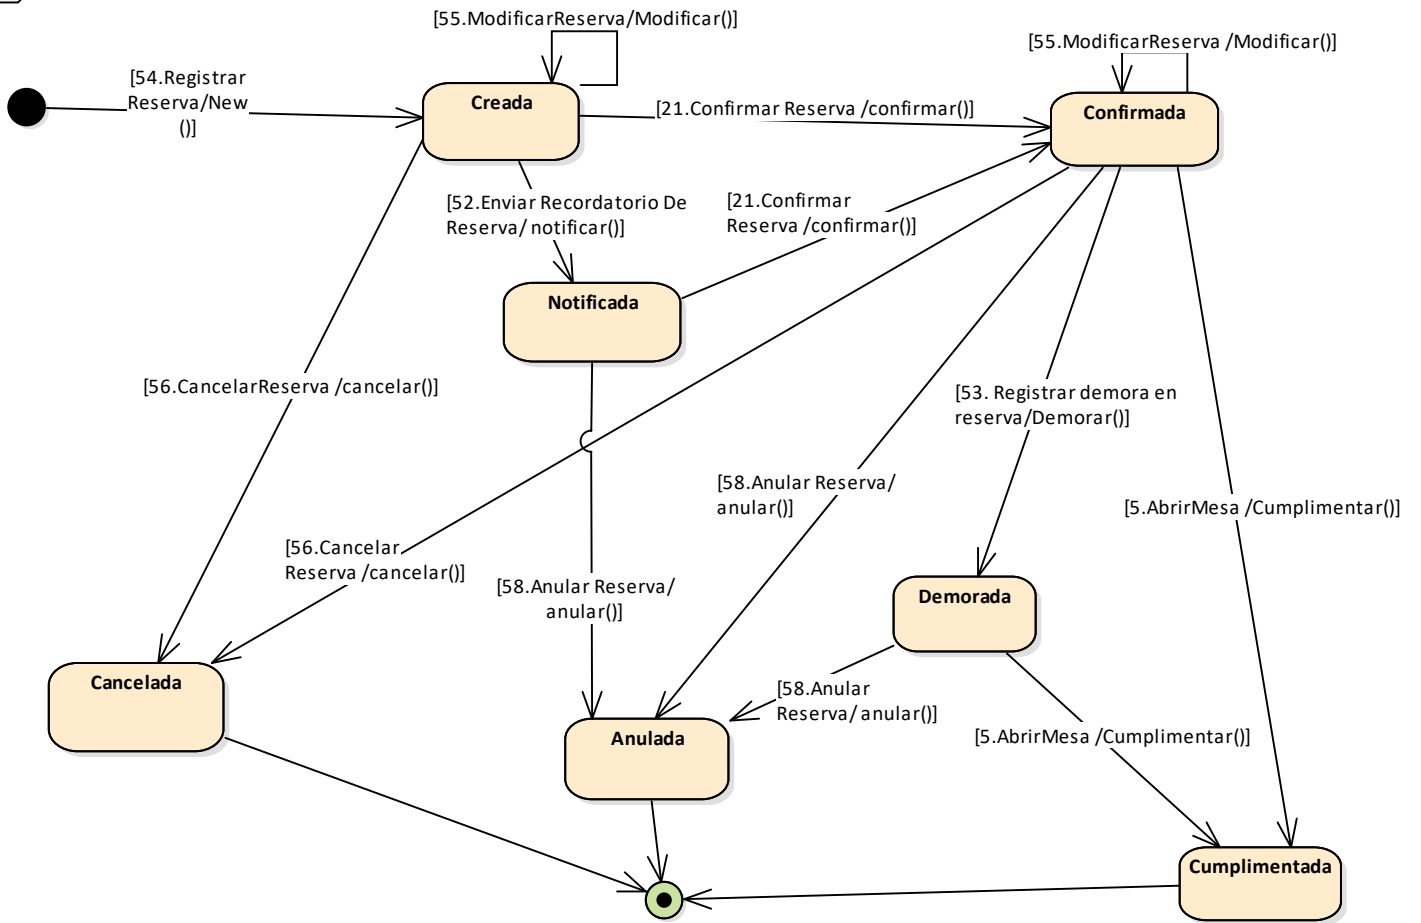 [55.ModificarReserva/Modificar()]
[55.ModificarReserva /Modificar()]
[54.Registrar
Reserva/New
()]
Creada
[21.Confirmar Reserva /confirmar()]
Confirmada
[52.Enviar Recordatorio De
Reserva/ notificar()]
[21.Confirmar
Reserva /confirmar()]
Notificada
[56.CancelarReserva /cancelar()]
[53. Registrar demora en
reserva/Demorar()]
[58.Anular Reserva/
anular()]
[5.AbrirMesa /Cumplimentar()]
[56.Cancelar
Reserva /cancelar()]
[58.Anular Reserva/
anular()]
Demorada
Cancelada
[58.Anular
Reserva/ anular()]
Anulada
[5.AbrirMesa /Cumplimentar()]
Cumplimentada